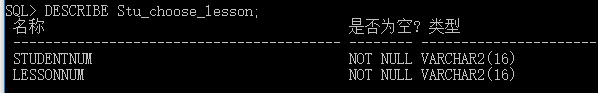 SQL> DESCRIBE Stu_choose_lesson;
名称 是否为空? 类型
----------------------------------------- -------- ----------------------
STUDENTNUM NOT NULL VARCHAR2(16)
LESSONNUM NOT NULL VARCHAR2(16)